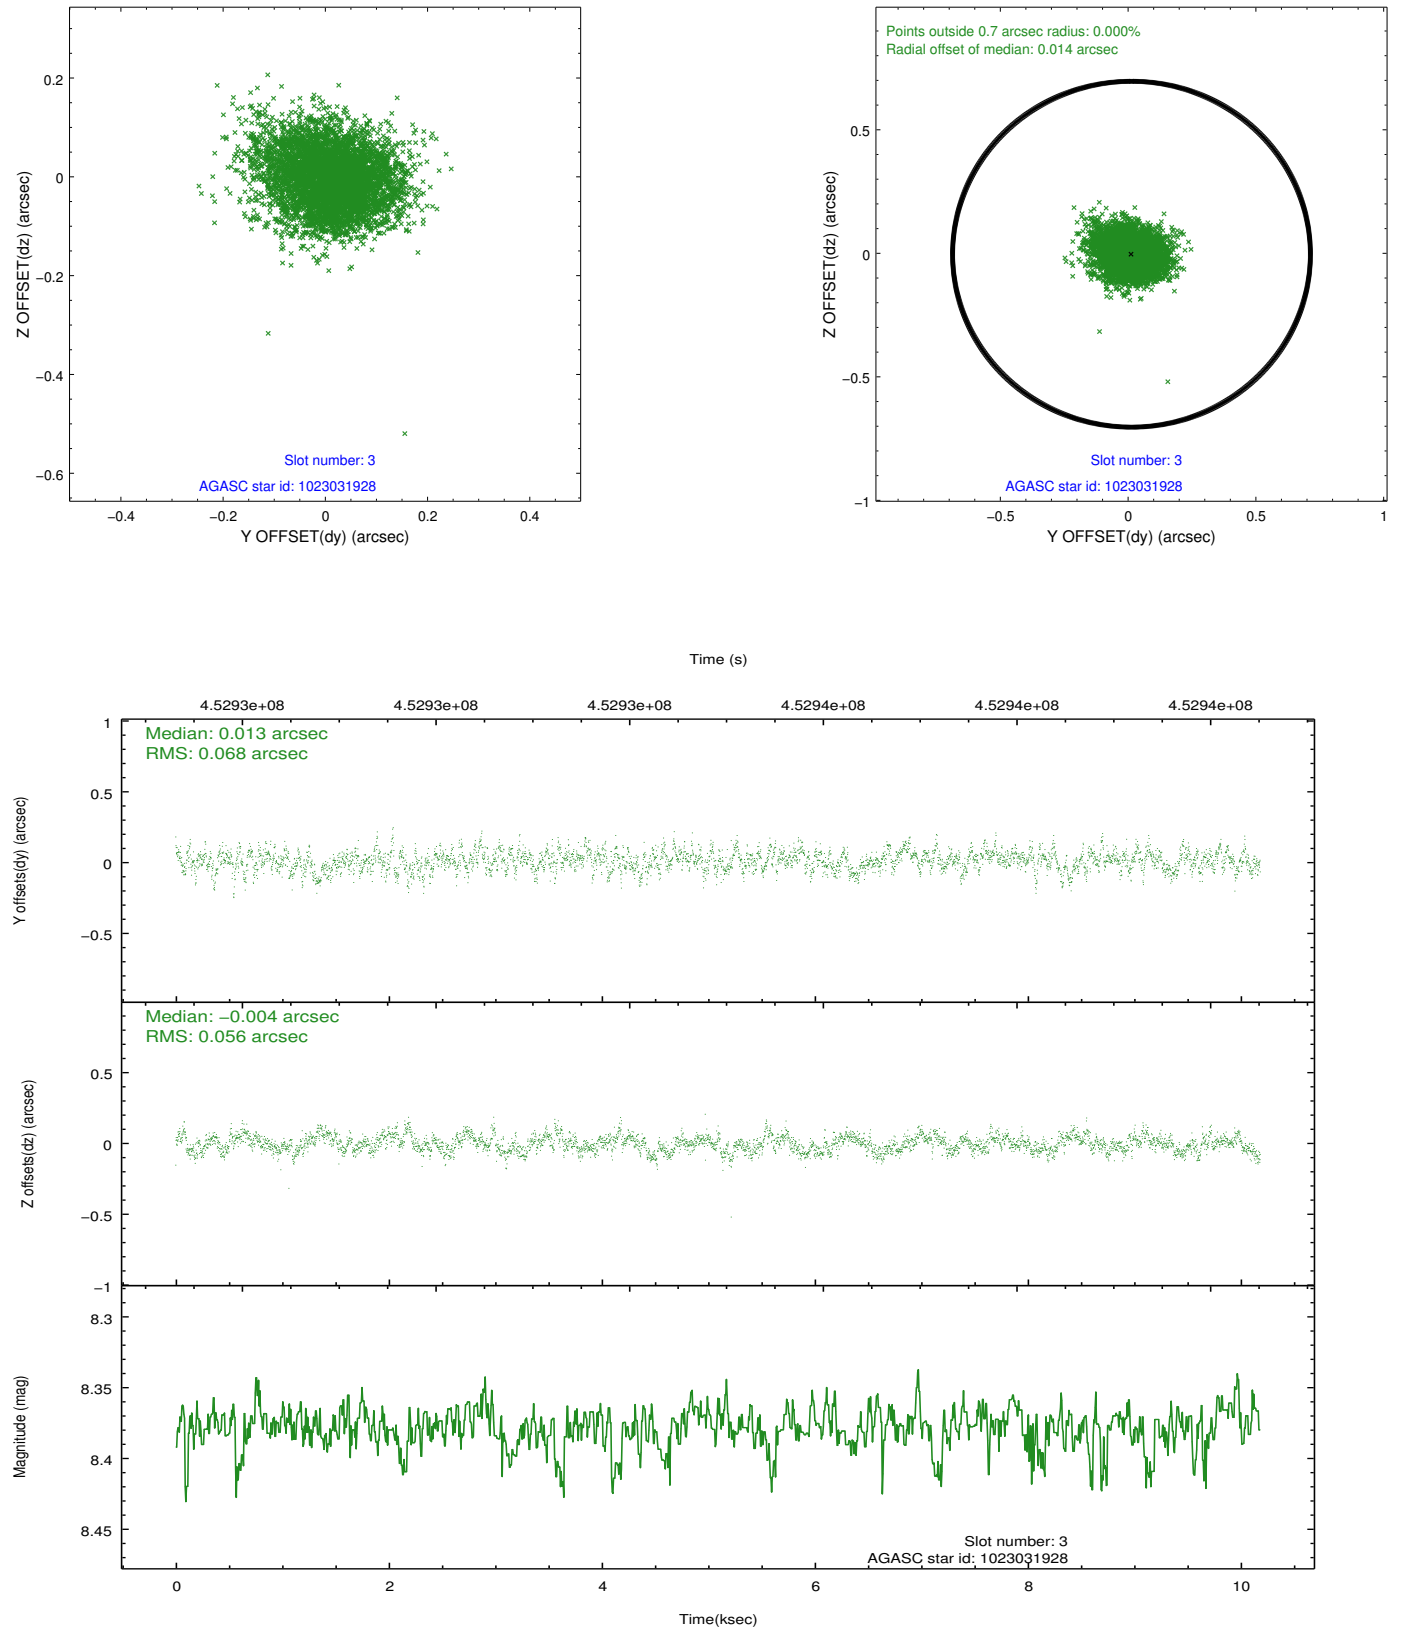 0.2
0
−0.2
−0.4
−0.6
Z OFFSET(dz) (arcsec)
Slot number: 3
AGASC star id: 1023031928
−0.4
−0.2
0
0.2
0.4
Y OFFSET(dy) (arcsec)
Points outside 0.7 arcsec radius: 0.000%
Radial offset of median: 0.014 arcsec
0.5
0
−0.5
−1
Z OFFSET(dz) (arcsec)
Slot number: 3
AGASC star id: 1023031928
−0.5
0
0.5
1
Y OFFSET(dy) (arcsec)
Time (s)
4.5293e+08
4.5293e+08
4.5293e+08
4.5294e+08
4.5294e+08
4.5294e+08
Median: 0.013 arcsec
RMS: 0.068 arcsec
1
0.5
0
−0.5
Y offsets(dy) (arcsec)
Median: −0.004 arcsec
RMS: 0.056 arcsec
0.5
0
−0.5
−1
Z offsets(dz) (arcsec)
8.3
8.35
8.4
8.45
Magnitude (mag)
Slot number: 3
AGASC star id: 1023031928
0
2
4
6
8
10
Time(ksec)